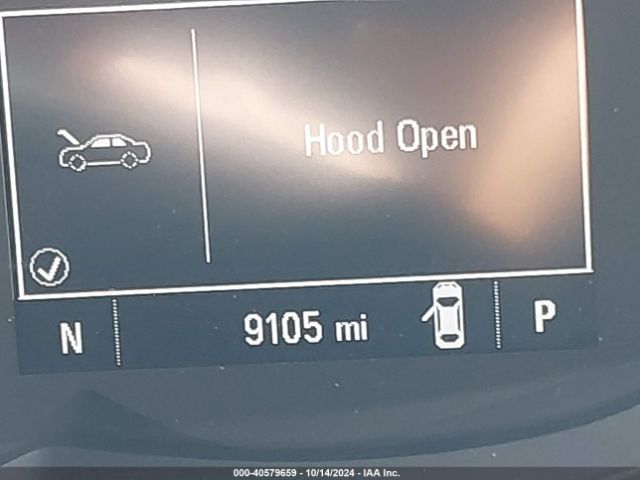 Hood Open
N 9105 mi P
000-40579659 - 10/14/2024 - IAA Inc.